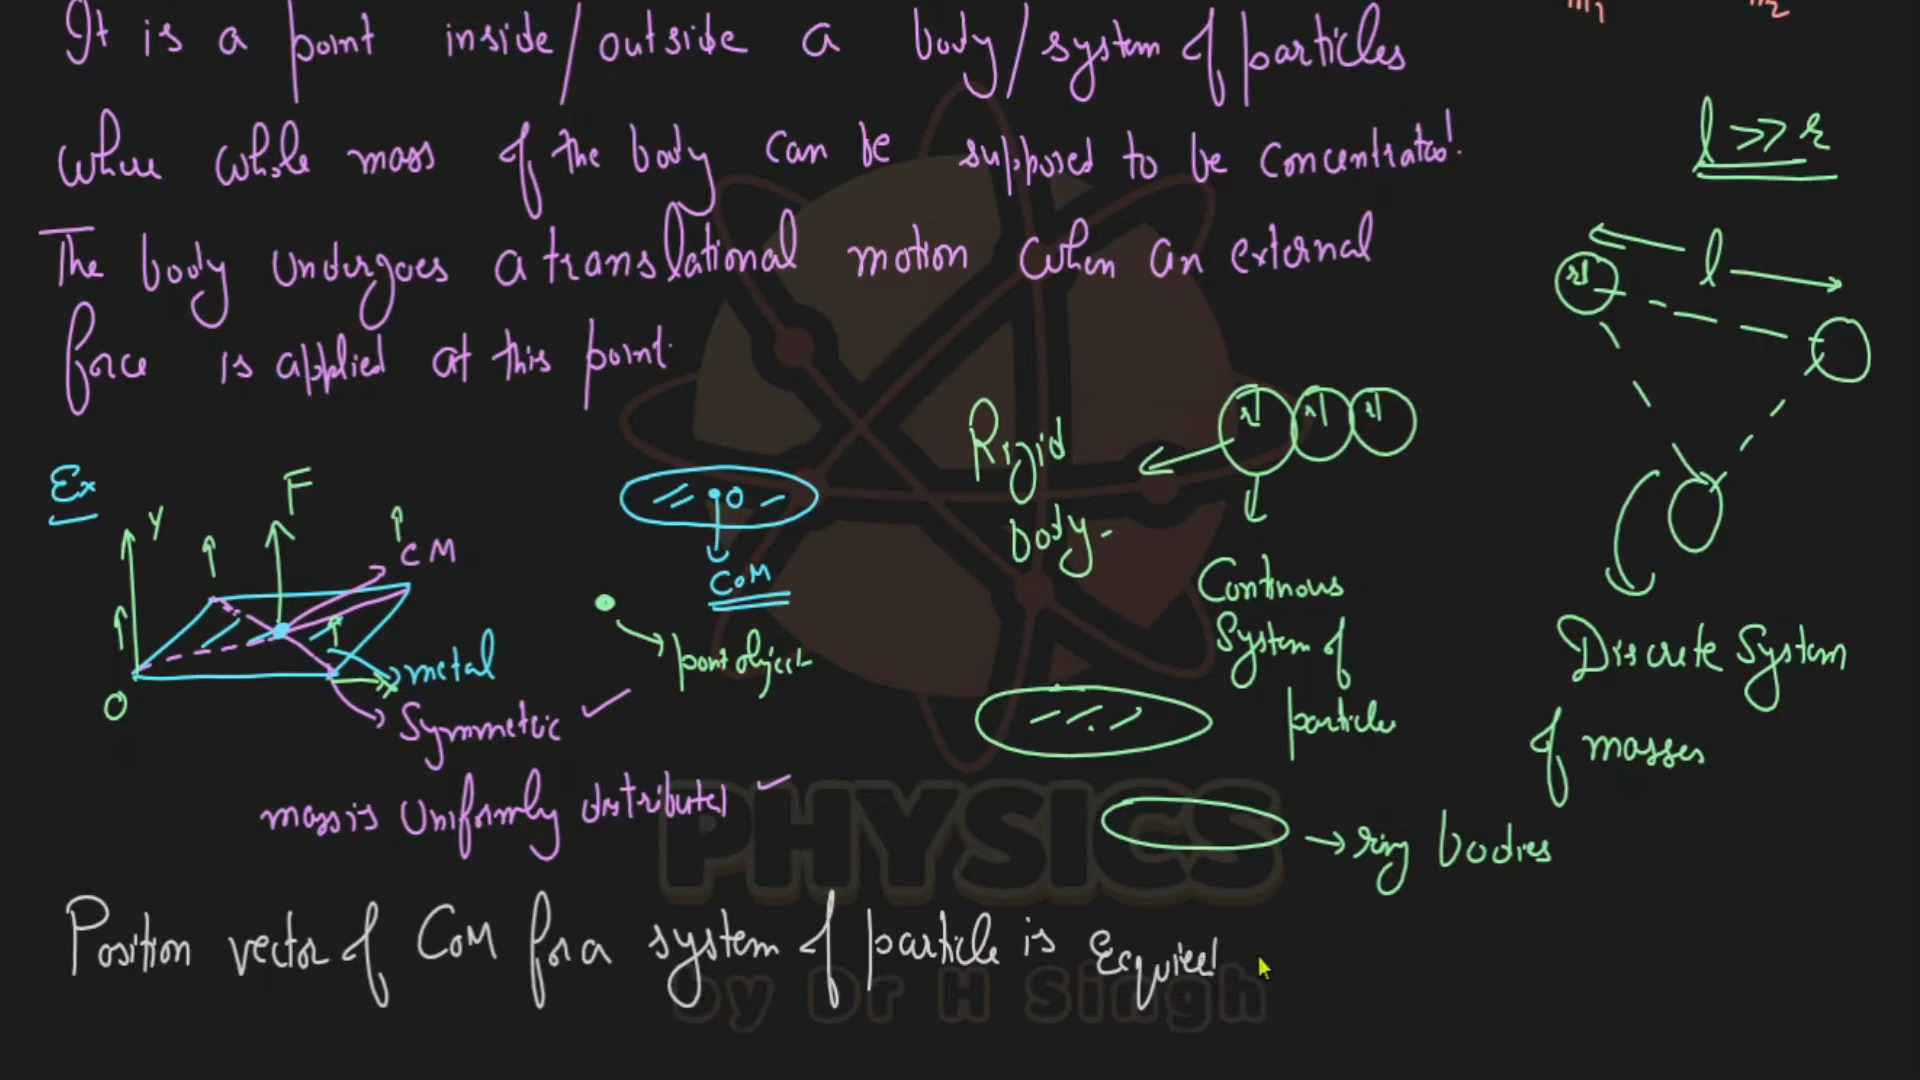 m1 m2
It is a point inside/outside a body/system of particles
where whole mass of the body can be supposed to be concentrated.
The body undergoes a translational motion when an external
force is applied at this point.
l >> r
r l
Ex
Y F
CM
O
metal
Symmetric ✓
mass is Uniformly distributed ✓
O
CoM
point object
Rigid
body -
r r r
Continous
System of
particle
Discrete System
of masses
ring bodies
Position vector of CoM for a system of particle is
PHYSICS
by Dr H Singh